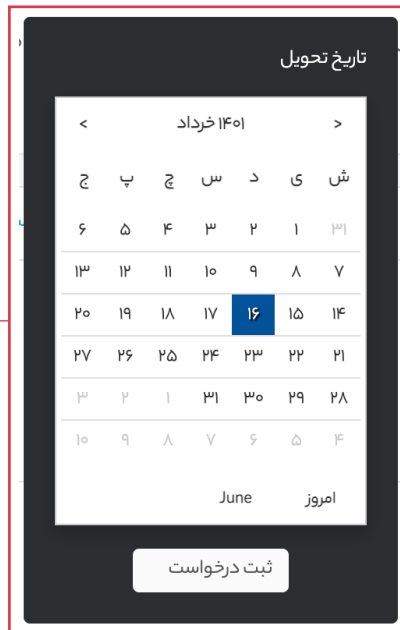 تاریخ تحویل
< ۱۴۰۱ خرداد >
ش ی د س چ پ ج
۳۱ ۱ ۲ ۳ ۴ ۵ ۶
۷ ۸ ۹ ۱۰ ۱۱ ۱۲ ۱۳
۱۴ ۱۵ ۱۶ ۱۷ ۱۸ ۱۹ ۲۰
۲۱ ۲۲ ۲۳ ۲۴ ۲۵ ۲۶ ۲۷
۲۸ ۲۹ ۳۰ ۳۱ ۱ ۲ ۳
۴ ۵ ۶ ۷ ۸ ۹ ۱۰
امروز June
ثبت درخواست